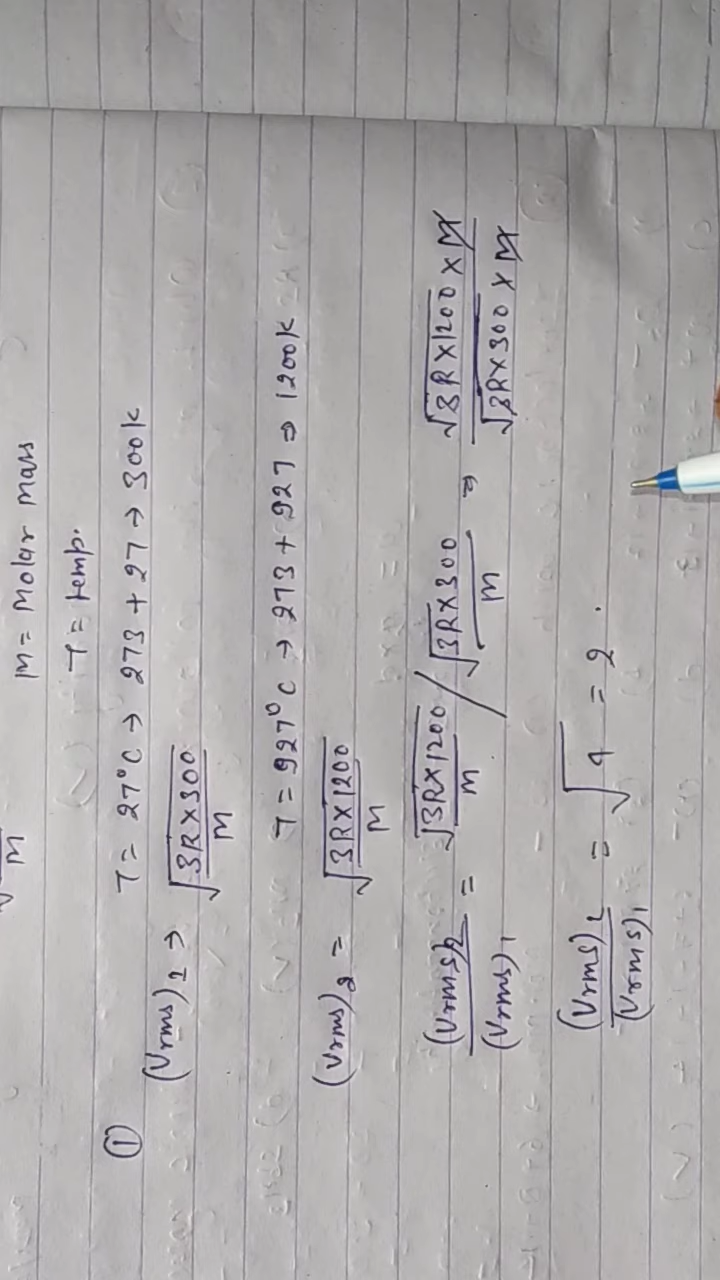 M
M = Molar mass
T = temp.
① T = 27°C → 273 + 27 → 300k
(Vrms)1 → √3R×300/M
T = 927°C → 273 + 927 ⇒ 1200k
(Vrms)2 = √3R×1200/M
(Vrms)2/(Vrms)1 = √3R×1200/M / √3R×300/M ⇒ √3R×1200×M/√3R×300×M
(Vrms)2/(Vrms)1 = √4 = 2.